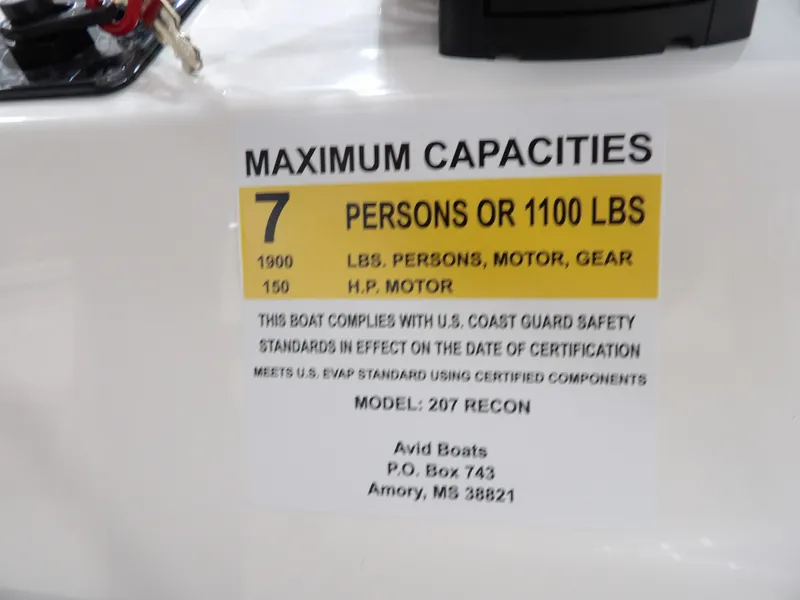 MAXIMUM CAPACITIES
7 PERSONS OR 1100 LBS
1900 LBS. PERSONS, MOTOR, GEAR
150 H.P. MOTOR
THIS BOAT COMPLIES WITH U.S. COAST GUARD SAFETY
STANDARDS IN EFFECT ON THE DATE OF CERTIFICATION
MEETS U.S. EVAP STANDARD USING CERTIFIED COMPONENTS
MODEL: 207 RECON
Avid Boats
P.O. Box 743
Amory, MS 38821